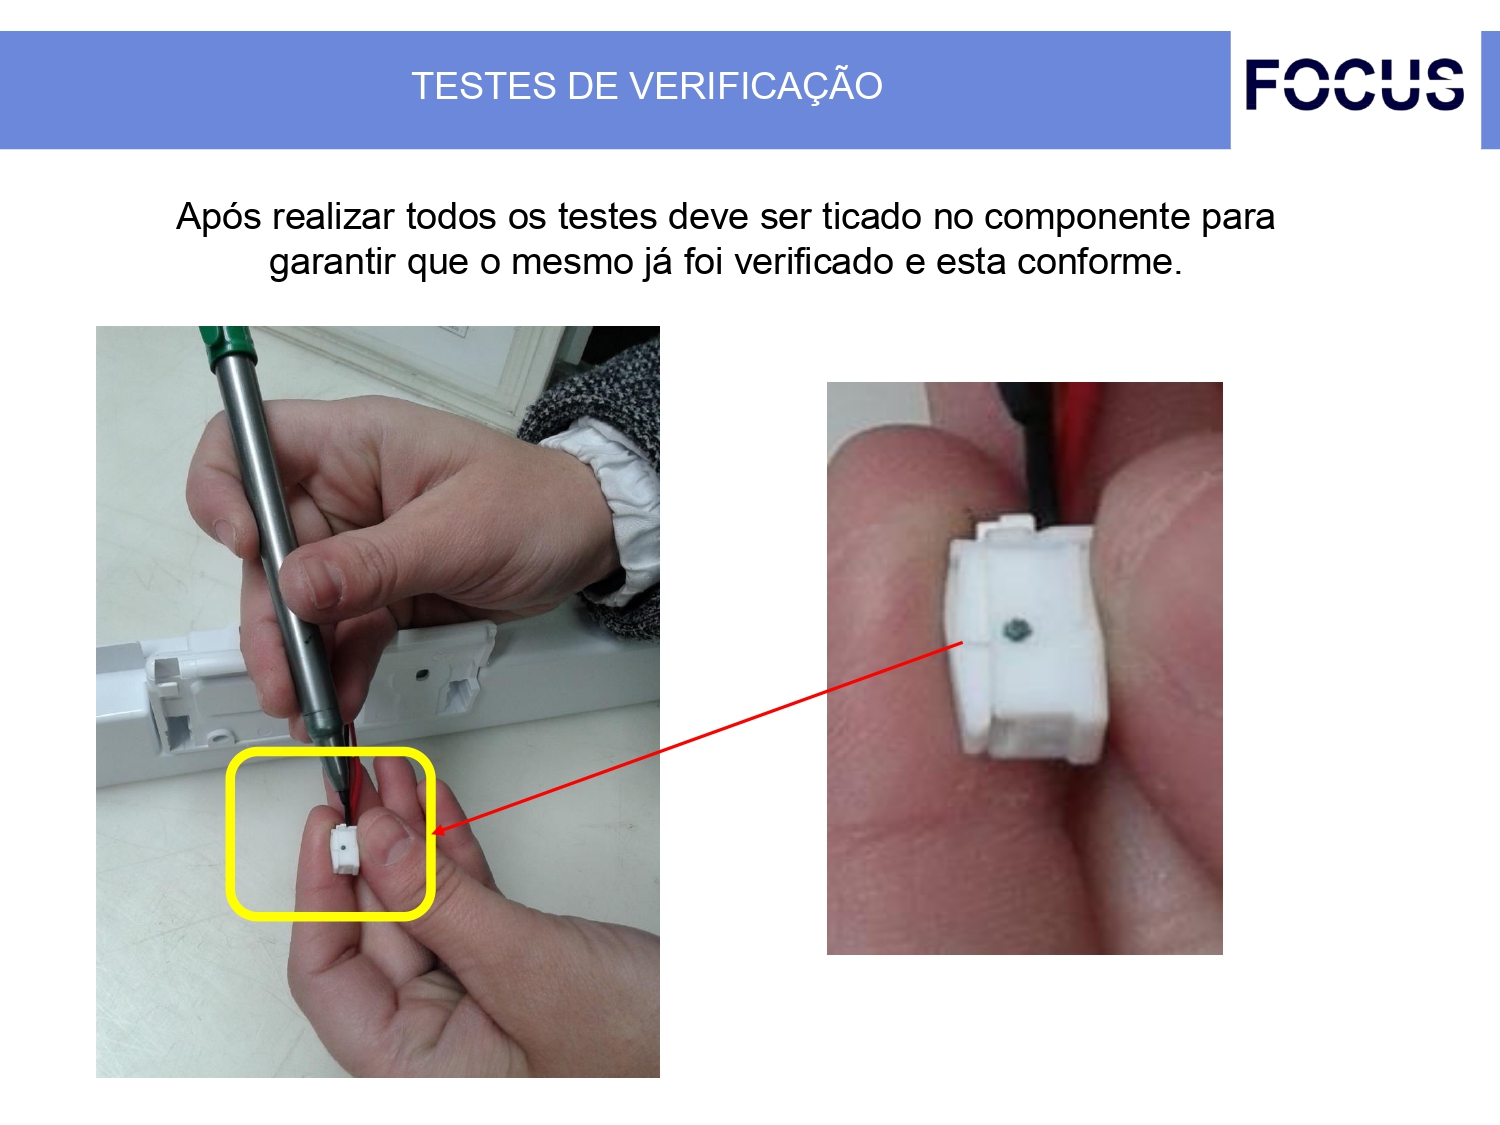 TESTES DE VERIFICAÇÃO
FOCUS
Após realizar todos os testes deve ser ticado no componente para
garantir que o mesmo já foi verificado e esta conforme.